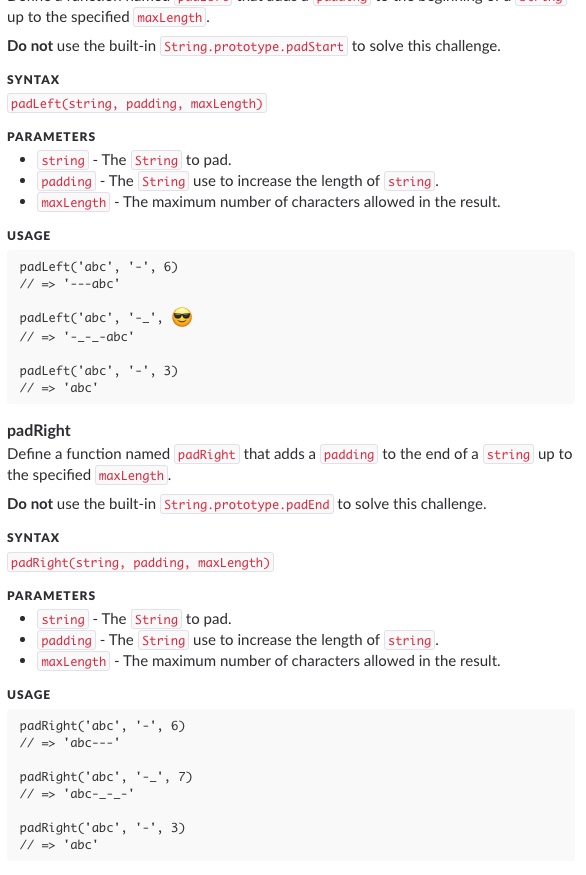 Define a function named padLeft that adds a padding to the beginning of a String
up to the specified maxLength.
Do not use the built-in String.prototype.padStart to solve this challenge.
SYNTAX
padLeft(string, padding, maxLength)
PARAMETERS
• string - The String to pad.
• padding - The String use to increase the length of string.
• maxLength - The maximum number of characters allowed in the result.
USAGE
padLeft('abc', '-', 6)
// => '---abc'
padLeft('abc', '-_', 😎
// => '-_-_-abc'
padLeft('abc', '-', 3)
// => 'abc'
padRight
Define a function named padRight that adds a padding to the end of a string up to
the specified maxLength.
Do not use the built-in String.prototype.padEnd to solve this challenge.
SYNTAX
padRight(string, padding, maxLength)
PARAMETERS
• string - The String to pad.
• padding - The String use to increase the length of string.
• maxLength - The maximum number of characters allowed in the result.
USAGE
padRight('abc', '-', 6)
// => 'abc---'
padRight('abc', '-_', 7)
// => 'abc-_-_-'
padRight('abc', '-', 3)
// => 'abc'